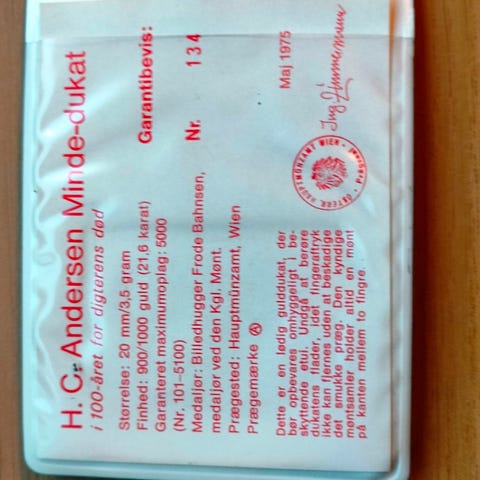 H. C. Andersen Minde-dukat
i 100-året for digterens død
Garantibevis:
Størrelse: 20 mm/3,5 gram
Finhed: 900/1000 guld (21,6 karat)
Garanteret maximumoplag: 5000
(Nr. 101-5100)
Nr. 134
Medaljør: Billedhugger Frode Bahnsen,
medaljør ved den Kgl. Mønt.
Prægested: Hauptmünzamt, Wien
Prægemærke Ⓐ
Dette er en lødig gulddukat, der
bør opbevares omhyggeligt i be-
skyttende etui. Undgå at berøre
dukatens flader, idet fingeraftryk
ikke kan fjernes uden at beskadige
det smukke præg. Den kyndige
møntsamler holder altid en mønt
på kanten mellem to fingre.
Maj 1975
Ing Zimmermann
ÖSTERR. HAUPTMÜNZAMT WIEN